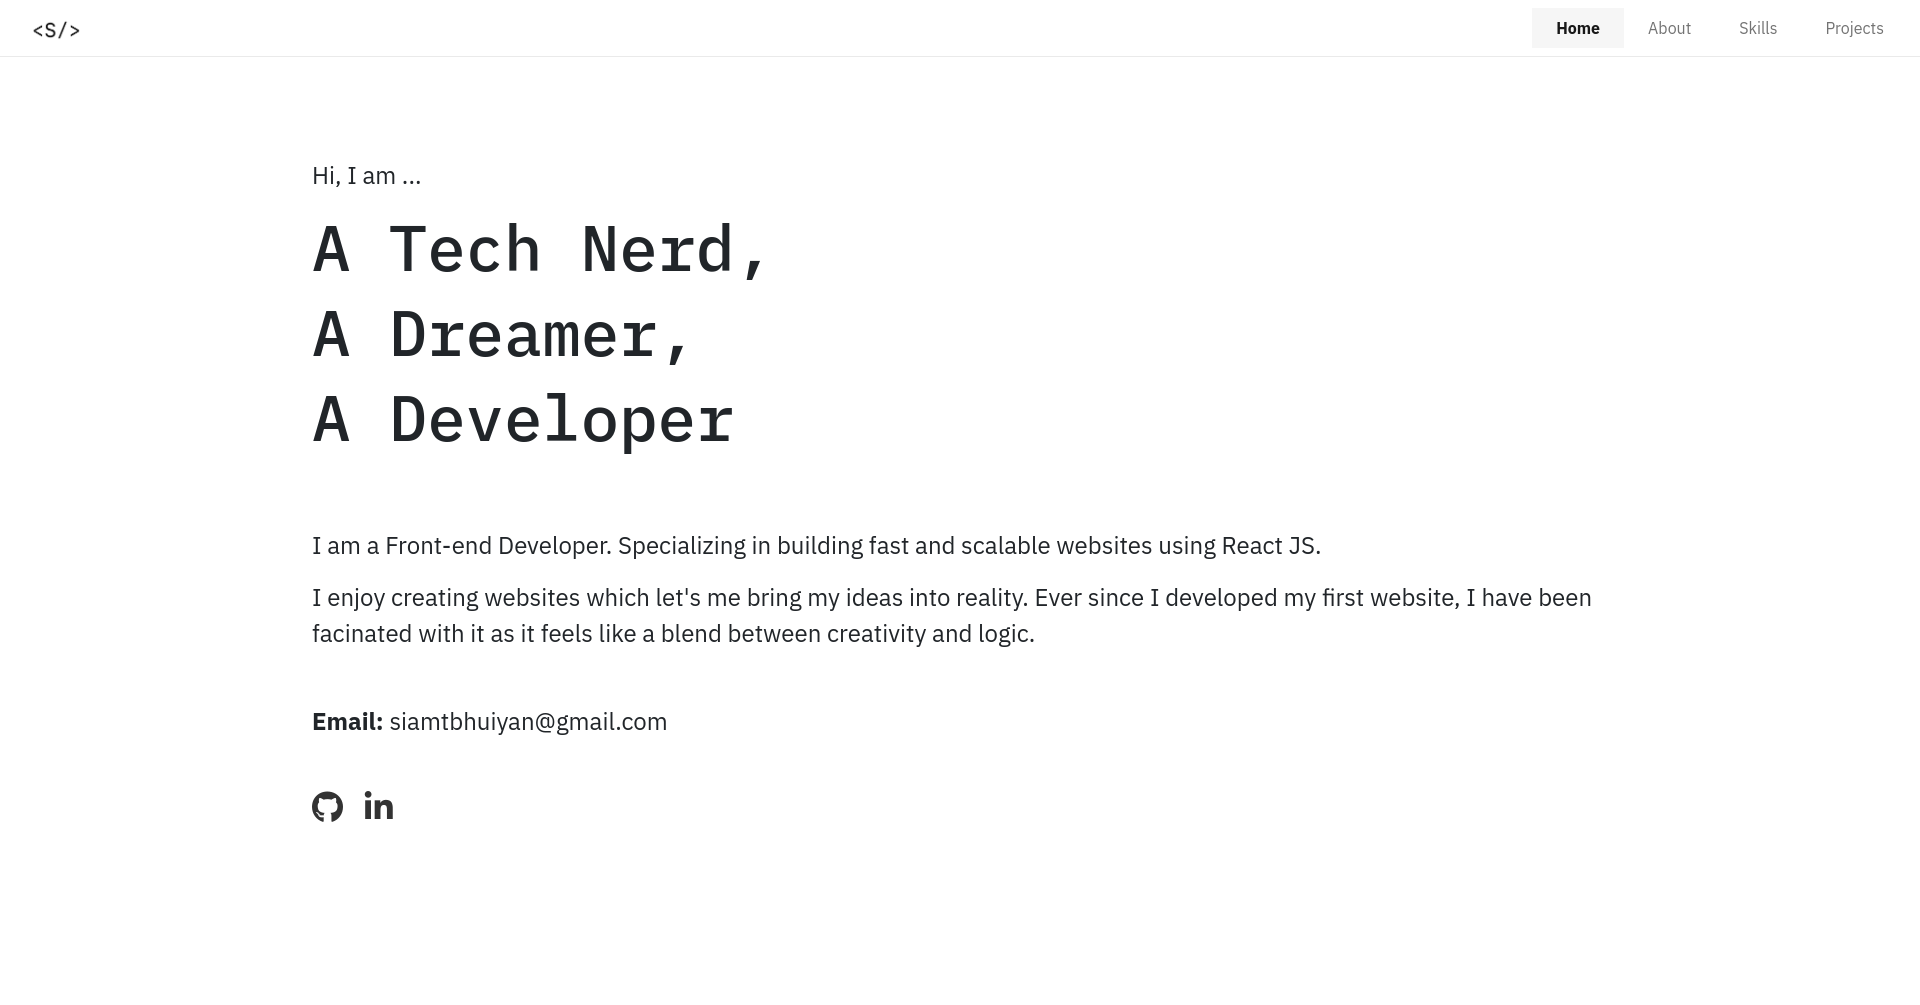 <S/>
Home
About
Skills
Projects
Hi, I am ...
A Tech Nerd,
A Dreamer,
A Developer
I am a Front-end Developer. Specializing in building fast and scalable websites using React JS.
I enjoy creating websites which let's me bring my ideas into reality. Ever since I developed my first website, I have been
facinated with it as it feels like a blend between creativity and logic.
Email: siamtbhuiyan@gmail.com
in